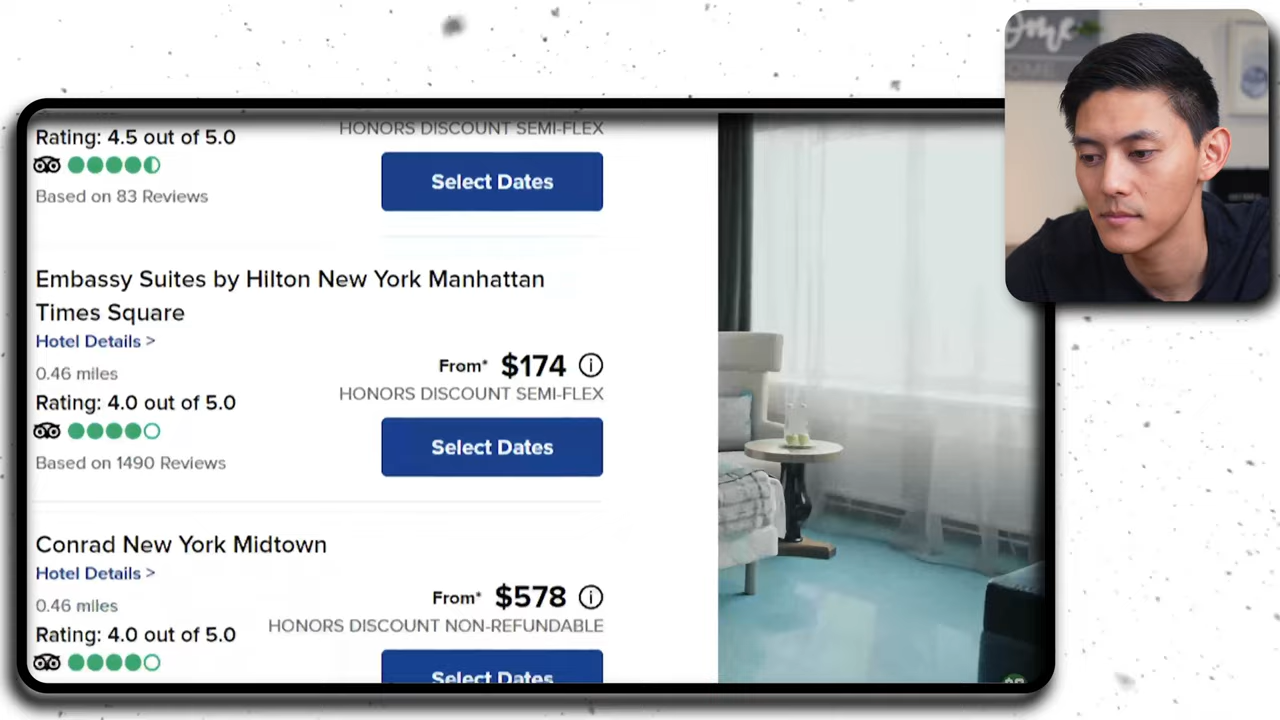 Rating: 4.5 out of 5.0
HONORS DISCOUNT SEMI-FLEX
Select Dates
Based on 83 Reviews
Embassy Suites by Hilton New York Manhattan
Times Square
Hotel Details >
From* $174
0.46 miles
HONORS DISCOUNT SEMI-FLEX
Rating: 4.0 out of 5.0
Select Dates
Based on 1490 Reviews
Conrad New York Midtown
Hotel Details >
From* $578
0.46 miles
HONORS DISCOUNT NON-REFUNDABLE
Rating: 4.0 out of 5.0
Select Dates